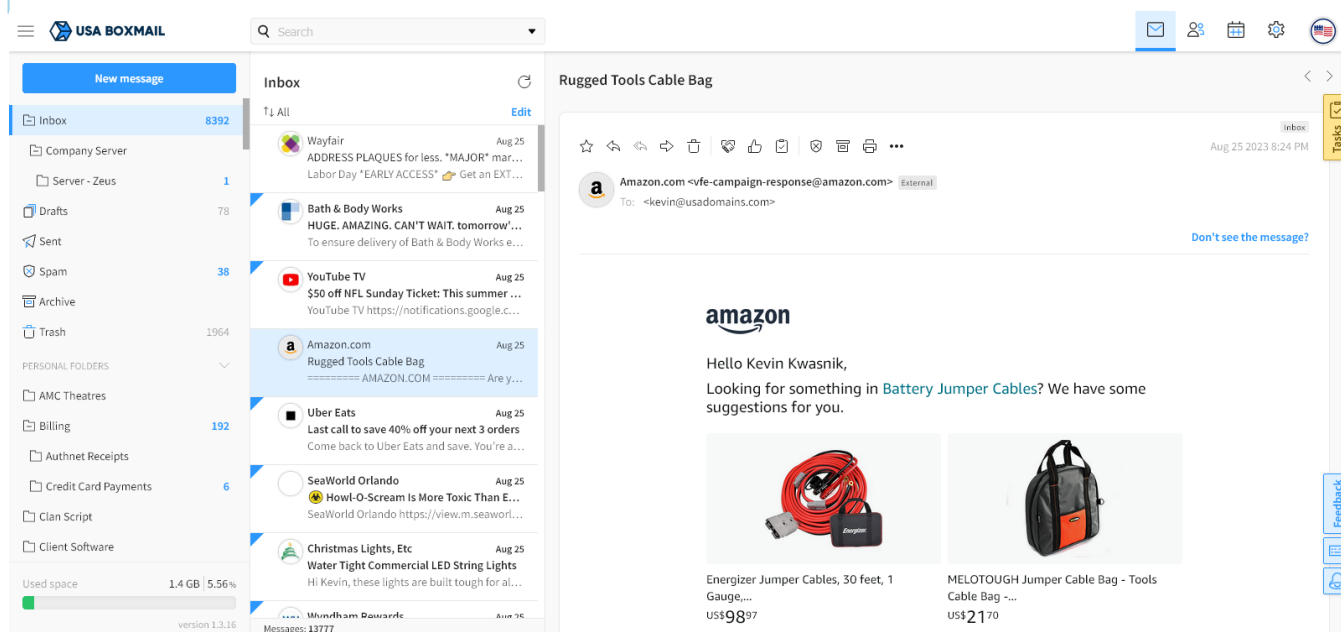 USA BOXMAIL
Search
New message
Inbox 8392
Company Server
Server - Zeus 1
Drafts 78
Sent
Spam 38
Archive
Trash 1964
PERSONAL FOLDERS
AMC Theatres
Billing 192
Authnet Receipts
Credit Card Payments 6
Clan Script
Client Software
Used space 1.4 GB 5.56%
version 1.3.16
Inbox
All Edit
Wayfair Aug 25
ADDRESS PLAQUES for less. *MAJOR* mar...
Labor Day *EARLY ACCESS* 👉 Get an EXT...
Bath & Body Works Aug 25
HUGE. AMAZING. CAN'T WAIT. tomorrow'...
To ensure delivery of Bath & Body Works e...
YouTube TV Aug 25
$50 off NFL Sunday Ticket: This summer ...
YouTube TV https://notifications.google.c...
Amazon.com Aug 25
Rugged Tools Cable Bag
========= AMAZON.COM ========= Are y...
Uber Eats Aug 25
Last call to save 40% off your next 3 orders
Come back to Uber Eats and save. You're a...
SeaWorld Orlando Aug 25
☣ Howl-O-Scream Is More Toxic Than E...
SeaWorld Orlando https://view.m.seaworl...
Christmas Lights, Etc Aug 25
Water Tight Commercial LED String Lights
Hi Kevin, these lights are built tough for al...
Wyndham Rewards Aug 25
Messages: 13777
Rugged Tools Cable Bag
Inbox
Aug 25 2023 8:24 PM
a
Amazon.com <vfe-campaign-response@amazon.com> External
To: <kevin@usadomains.com>
Don't see the message?
amazon
Hello Kevin Kwasnik,
Looking for something in Battery Jumper Cables? We have some
suggestions for you.
Energizer
Energizer Jumper Cables, 30 feet, 1
Gauge,...
US$9897
MELOTOUGH Jumper Cable Bag - Tools
Cable Bag -...
US$2170
Tasks
Feedback